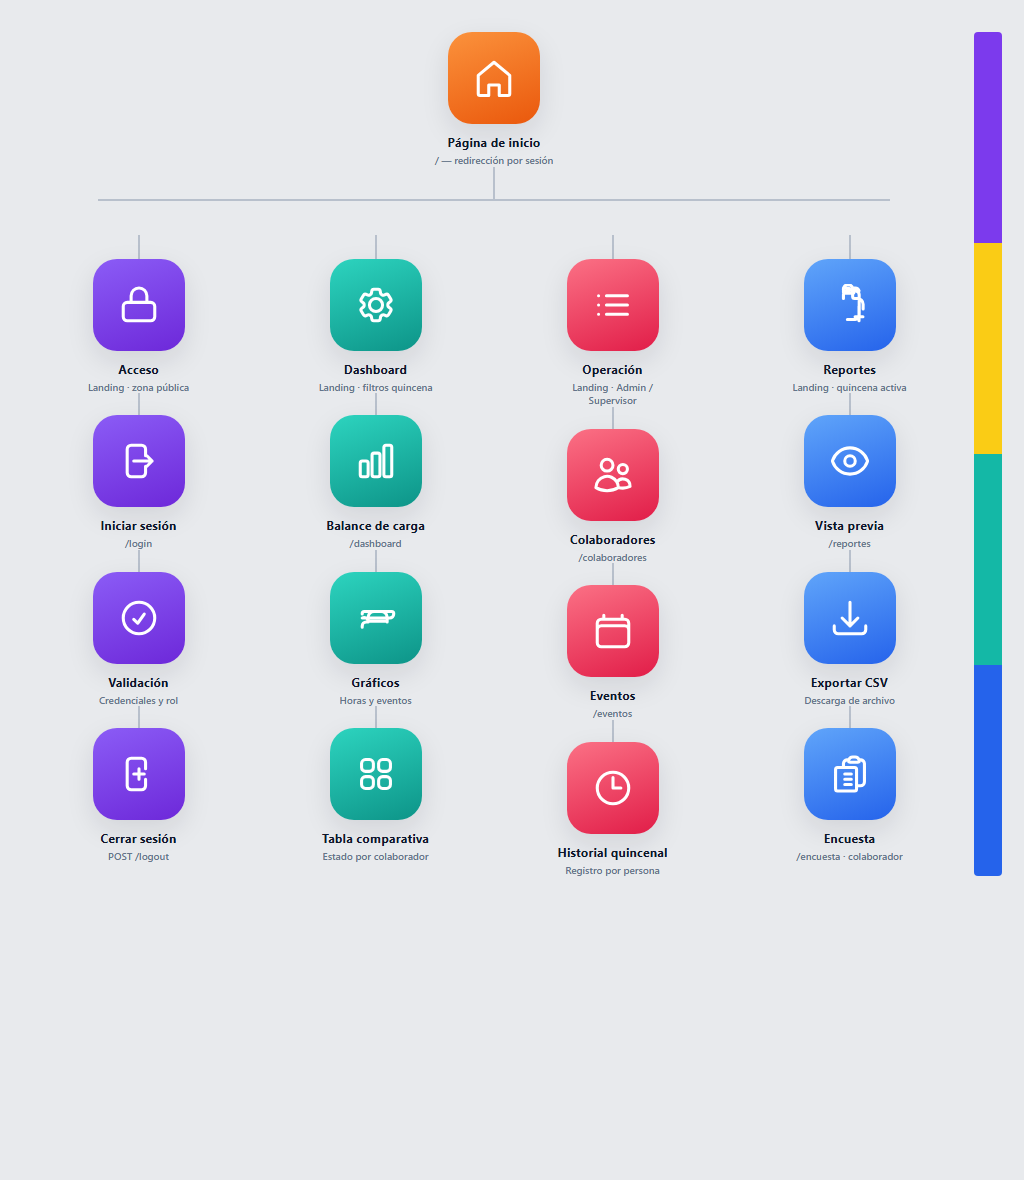 Página de inicio
/ — redirección por sesión
Acceso
Landing · zona pública
Dashboard
Landing · filtros quincena
Operación
Landing · Admin /
Supervisor
Reportes
Landing · quincena activa
Iniciar sesión
/login
Balance de carga
/dashboard
Colaboradores
/colaboradores
Vista previa
/reportes
Validación
Credenciales y rol
Gráficos
Horas y eventos
Eventos
/eventos
Exportar CSV
Descarga de archivo
Cerrar sesión
POST /logout
Tabla comparativa
Estado por colaborador
Historial quincenal
Registro por persona
Encuesta
/encuesta · colaborador